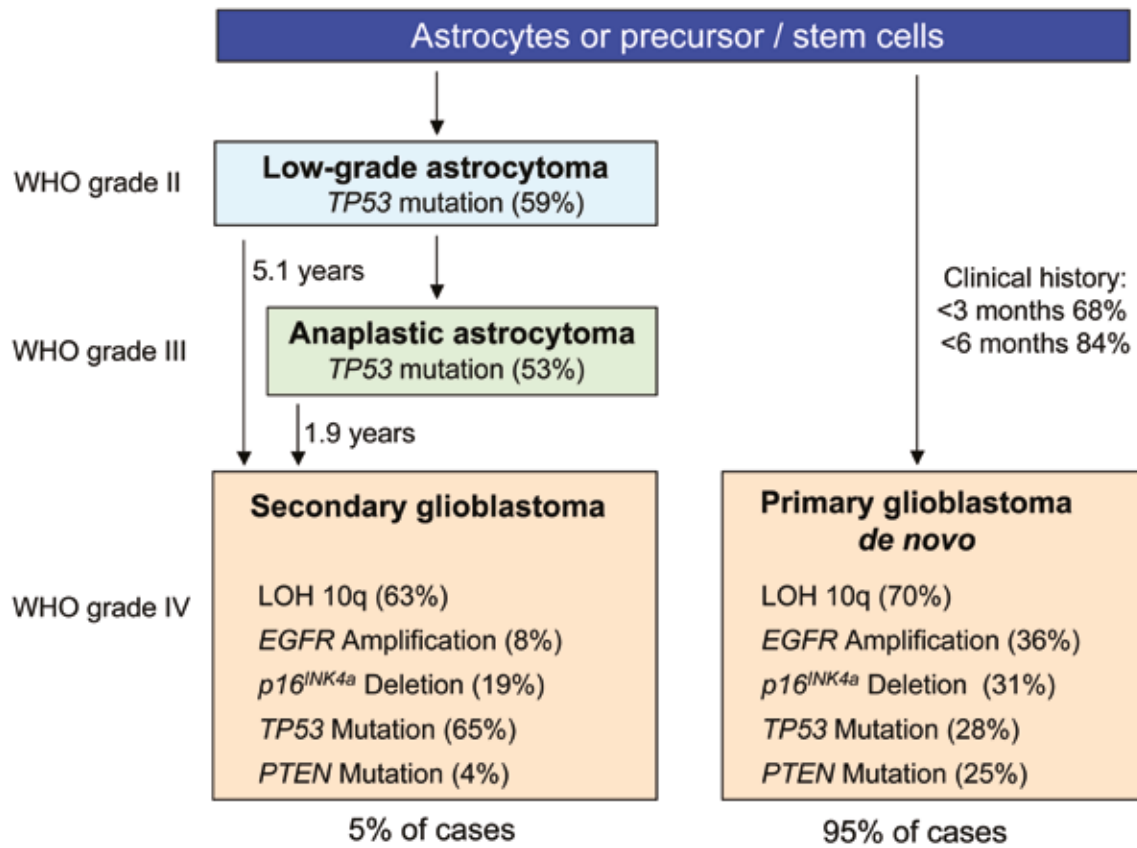 Astrocytes or precursor / stem cells
WHO grade II
Low-grade astrocytoma
TP53 mutation (59%)
5.1 years
Clinical history:
<3 months 68%
<6 months 84%
WHO grade III
Anaplastic astrocytoma
TP53 mutation (53%)
1.9 years
WHO grade IV
Secondary glioblastoma
LOH 10q (63%)
EGFR Amplification (8%)
p16INK4a Deletion (19%)
TP53 Mutation (65%)
PTEN Mutation (4%)
5% of cases
Primary glioblastoma
de novo
LOH 10q (70%)
EGFR Amplification (36%)
p16INK4a Deletion (31%)
TP53 Mutation (28%)
PTEN Mutation (25%)
95% of cases